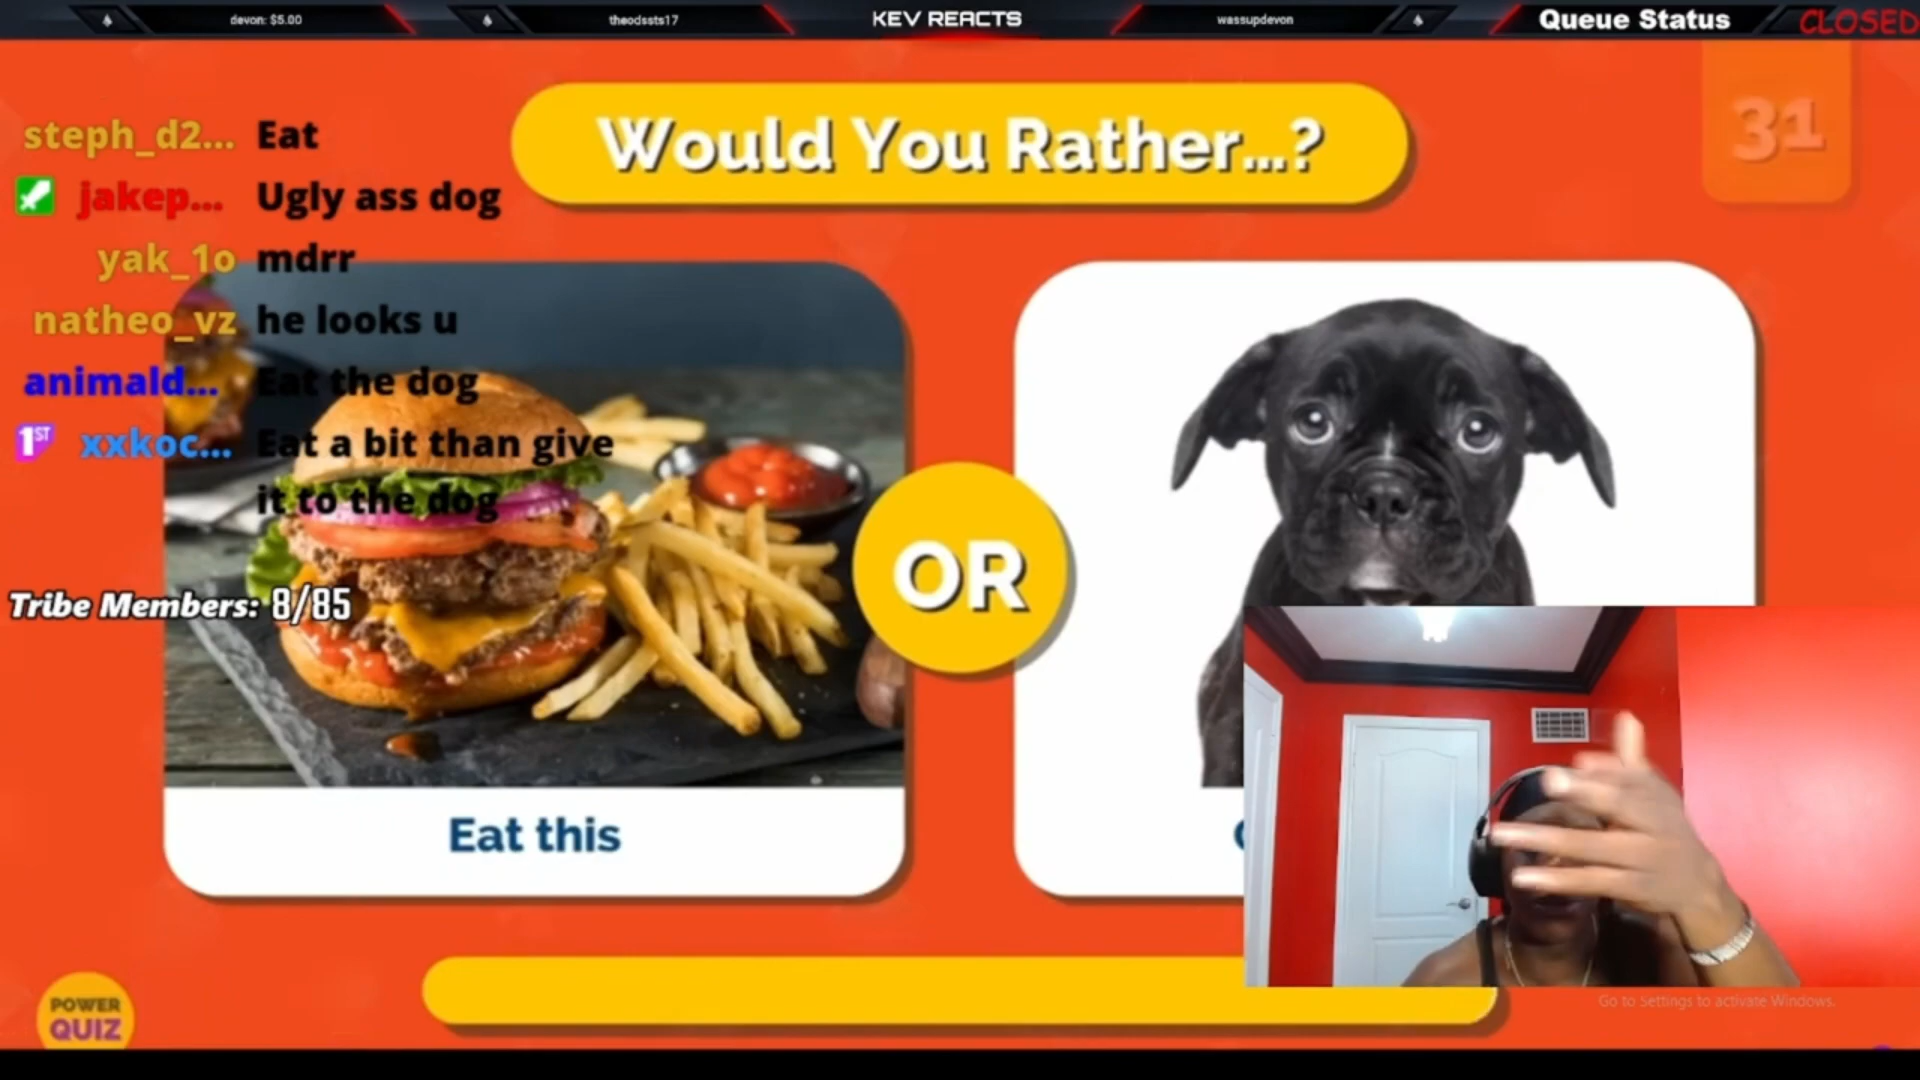 devon: $5.00
theodssts17
KEV REACTS
wassupdevon
Queue Status
CLOSED
Would You Rather...?
31
steph_d2... Eat
jakep... Ugly ass dog
yak_1o mdrr
natheo_vz he looks u
animald... Eat the dog
1ST xxkoc... Eat a bit than give
it to the dog
Tribe Members: 8/85
OR
Eat this
POWER
QUIZ
Go to Settings to activate Windows.